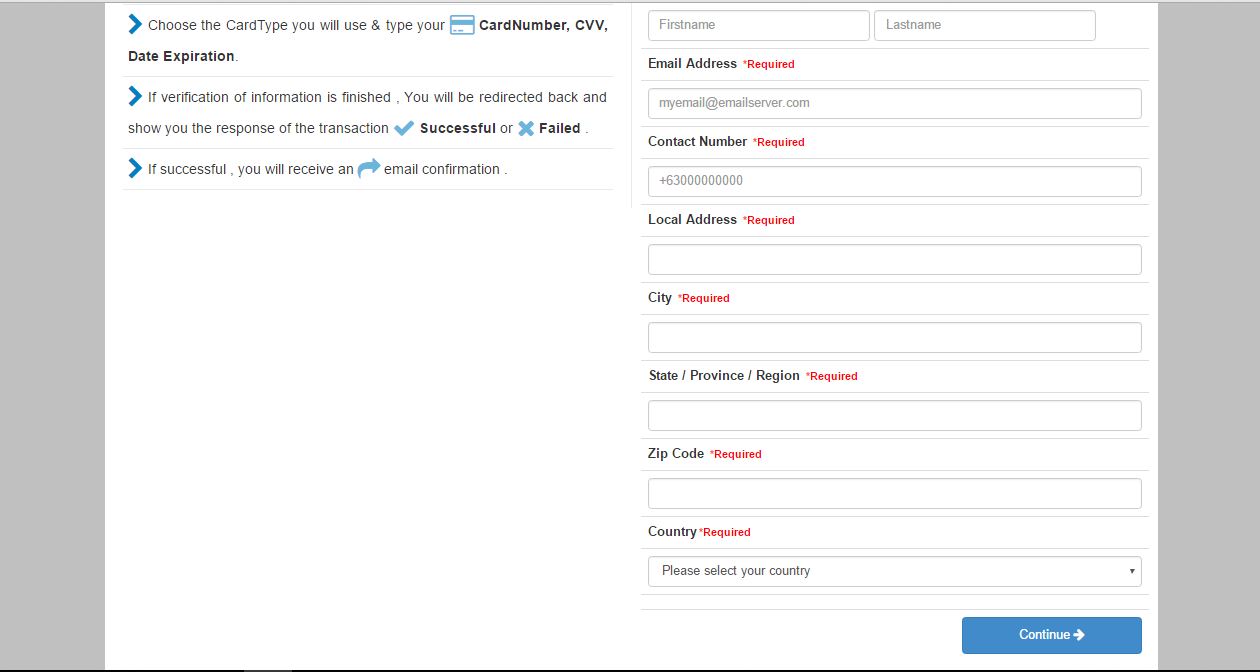 Choose the CardType you will use & type your CardNumber, CVV,
Date Expiration.
If verification of information is finished , You will be redirected back and
show you the response of the transaction Successful or Failed .
If successful , you will receive an email confirmation .
Firstname Lastname
Email Address *Required
myemail@emailserver.com
Contact Number *Required
+63000000000
Local Address *Required
City *Required
State / Province / Region *Required
Zip Code *Required
Country *Required
Please select your country
Continue